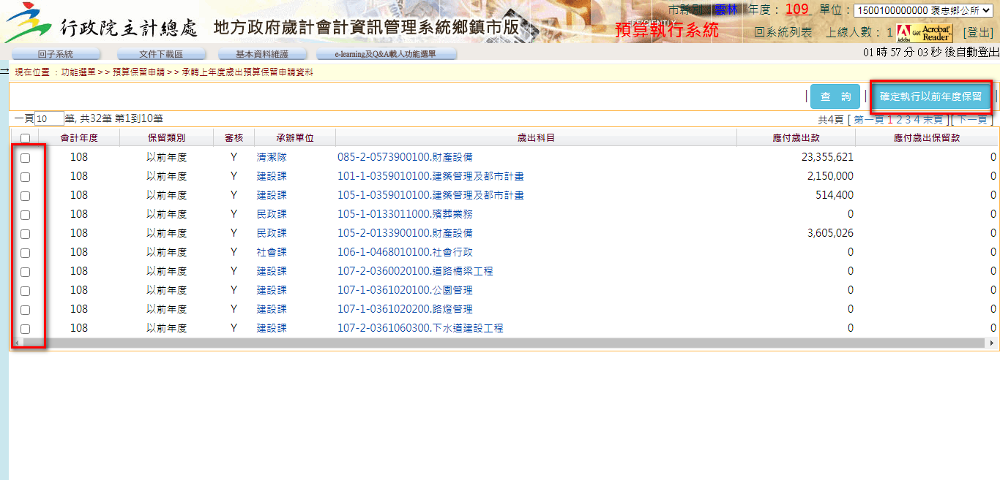 行政院主計總處 地方政府歲計會計資訊管理系統鄉鎮市版
市縣別 雲林 年度： 109 單位： 1500100000000 褒忠鄉公所
預算執行系統 回系統列表 上線人數： 1 Adobe Get Acrobat Reader [登出]
回子系統 文件下載區 基本資料維護 e-learning及Q&A載入功能選單 01 時 57 分 03 秒 後自動登出
現在位置 ：功能選單>>預算保留申請>>承轉上年度歲出預算保留申請資料
| 查 詢 | 確定執行以前年度保留 |
一頁 10 筆, 共32筆 第1到10筆 共4頁 [ 第一頁 1 2 3 4 末頁 ][ 下一頁 ]
會計年度 保留類別 審核 承辦單位 歲出科目 應付歲出款 應付歲出保留款
108 以前年度 Y 清潔隊 085-2-0573900100.財產設備 23,355,621 0
108 以前年度 Y 建設課 101-1-0359010100.建築管理及都市計畫 2,150,000 0
108 以前年度 Y 建設課 105-1-0359010100.建築管理及都市計畫 514,400 0
108 以前年度 Y 民政課 105-1-0133011000.殯葬業務 0 0
108 以前年度 Y 民政課 105-2-0133900100.財產設備 3,605,026 0
108 以前年度 Y 社會課 106-1-0468010100.社會行政 0 0
108 以前年度 Y 建設課 107-2-0360020100.道路橋梁工程 0 0
108 以前年度 Y 建設課 107-1-0361020100.公園管理 0 0
108 以前年度 Y 建設課 107-1-0361020200.路燈管理 0 0
108 以前年度 Y 建設課 107-2-0361060300.下水道建設工程 0 0